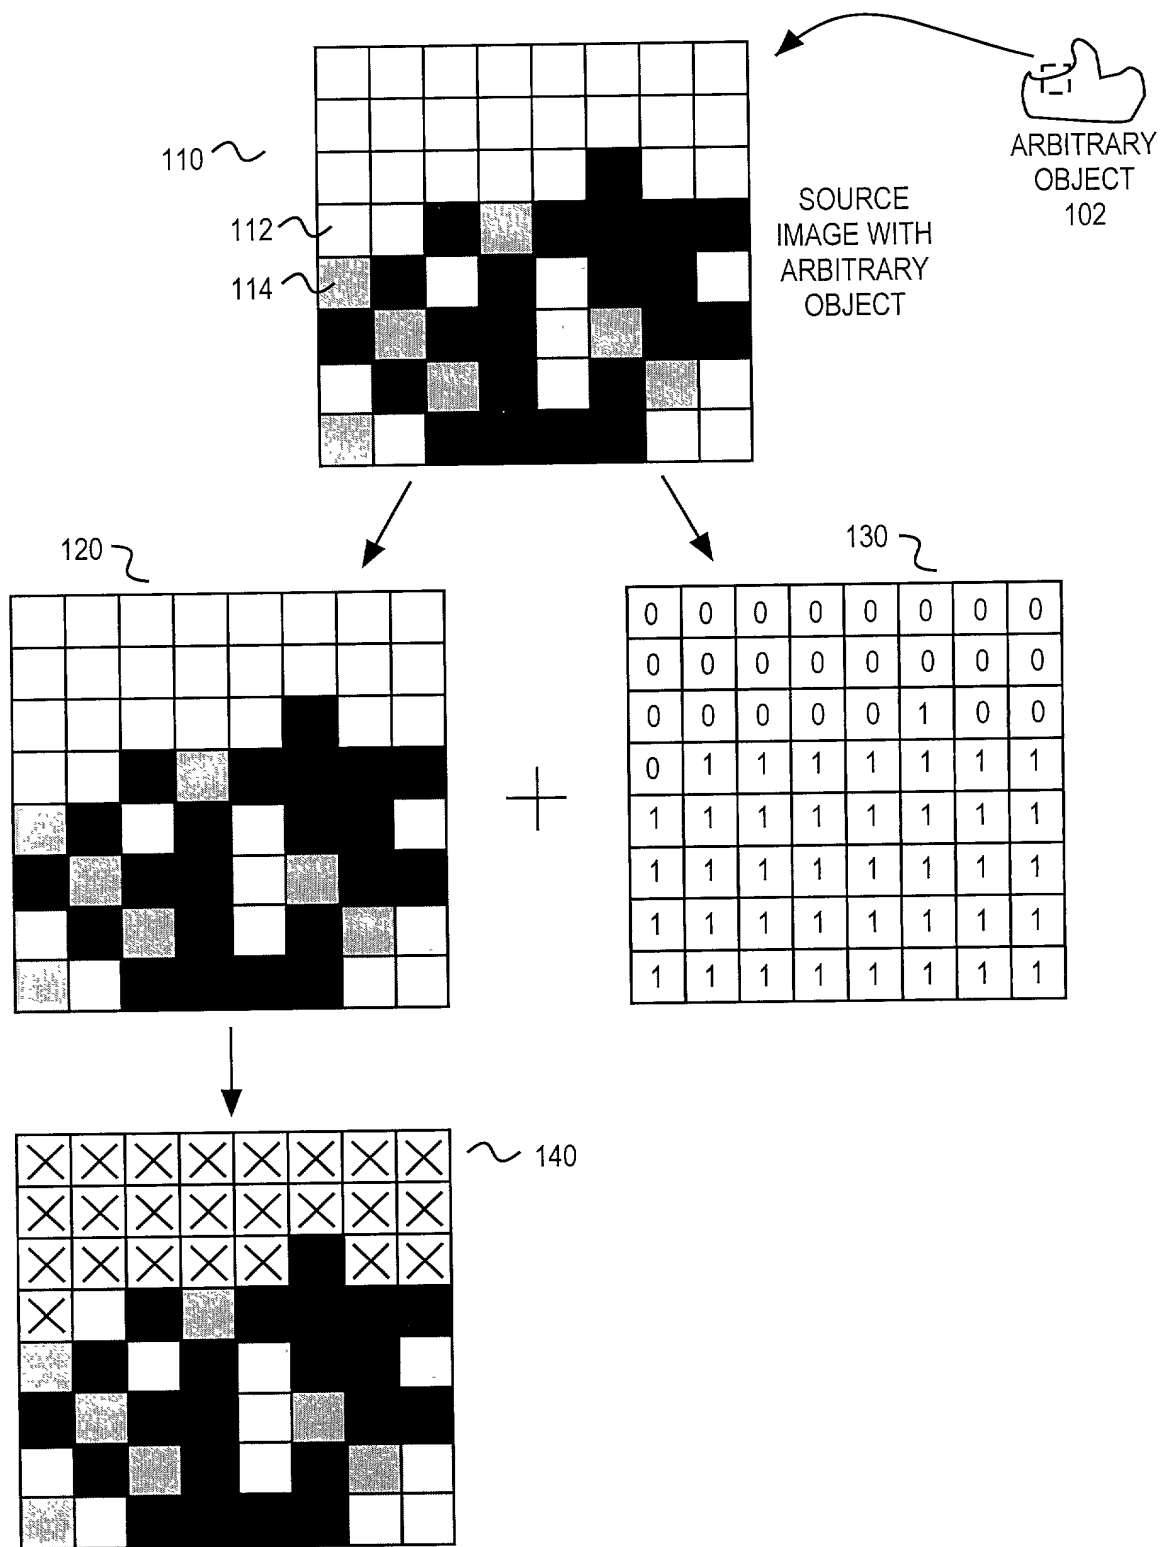 110
112
114
ARBITRARY
OBJECT
102
SOURCE
IMAGE WITH
ARBITRARY
OBJECT
120
130
0 0 0 0 0 0 0 0
0 0 0 0 0 0 0 0
0 0 0 0 0 1 0 0
0 1 1 1 1 1 1 1
1 1 1 1 1 1 1 1
1 1 1 1 1 1 1 1
1 1 1 1 1 1 1 1
1 1 1 1 1 1 1 1
140